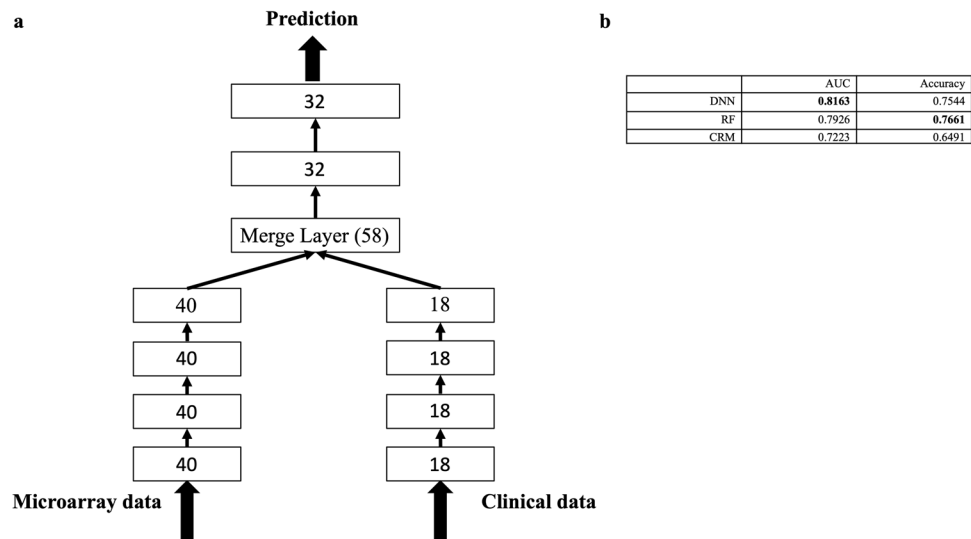 a
Prediction
32
32
Merge Layer (58)
40 18
40 18
40 18
40 18
Microarray data Clinical data
b
AUC Accuracy
DNN 0.8163 0.7544
RF 0.7926 0.7661
CRM 0.7223 0.6491